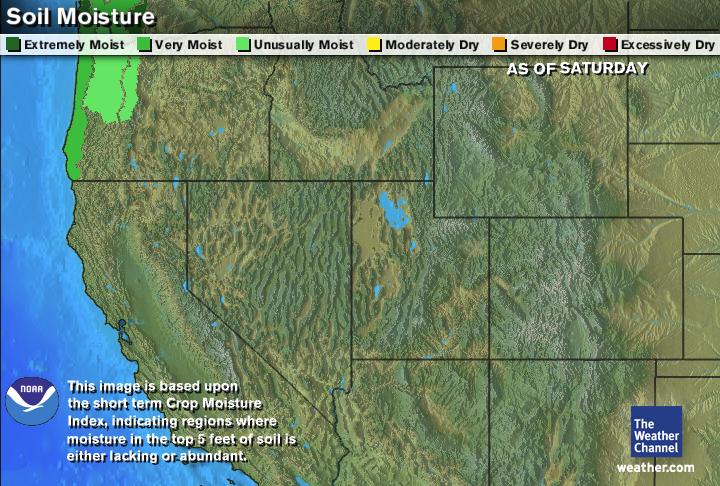 Soil Moisture
Extremely Moist Very Moist Unusually Moist Moderately Dry Severely Dry Excessively Dry
AS OF SATURDAY
NOAA
This image is based upon
the short term Crop Moisture
Index, indicating regions where
moisture in the top 5 feet of soil is
either lacking or abundant.
The
Weather
Channel
weather.com